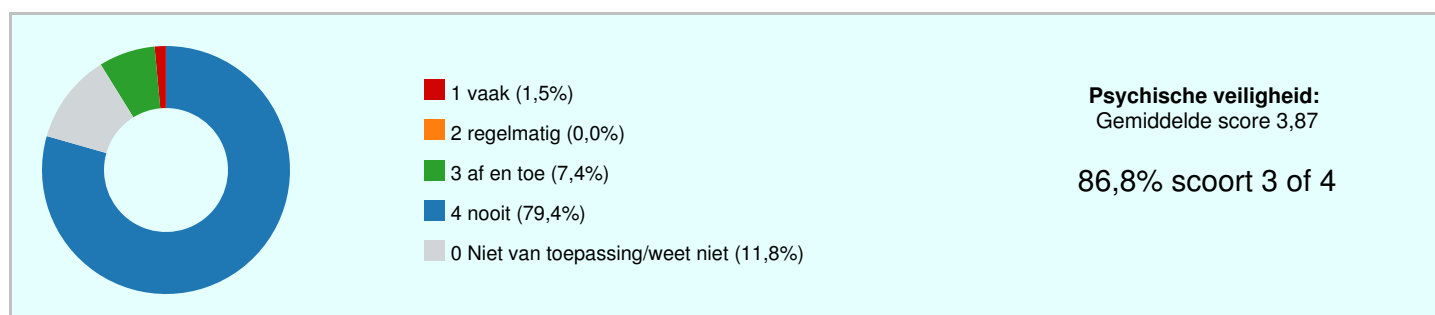 1 vaak (1,5%)
2 regelmatig (0,0%)
3 af en toe (7,4%)
4 nooit (79,4%)
0 Niet van toepassing/weet niet (11,8%)
Psychische veiligheid:
Gemiddelde score 3,87
86,8% scoort 3 of 4